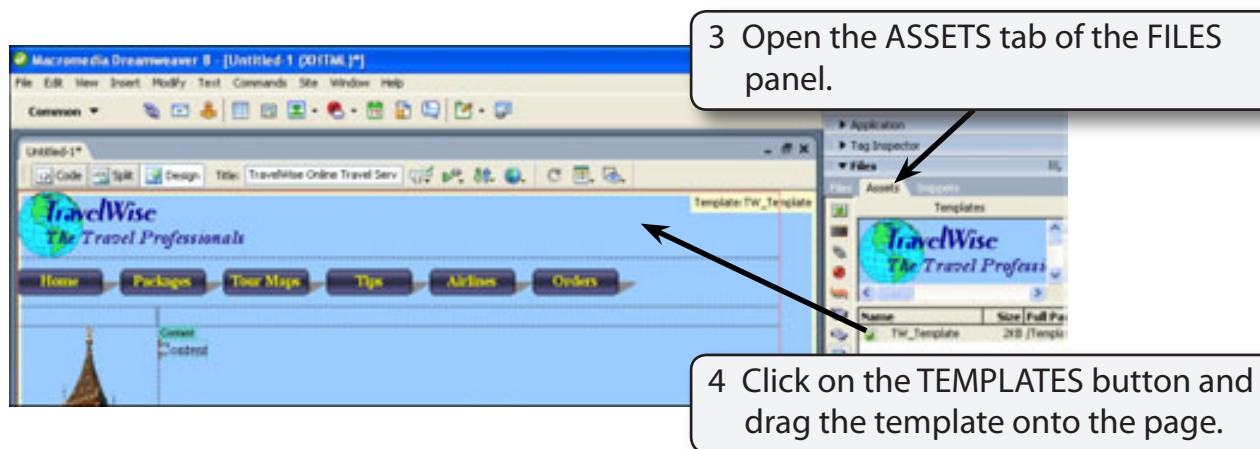 3 Open the ASSETS tab of the FILES
panel.
Macromedia Dreamweaver 8 - [Untitled-1 (XHTML)*]
File Edit View Insert Modify Text Commands Site Window Help
Common
Application
Tag Inspector
Files
Untitled-1*
Code Split Design Title: TravelWise Online Travel Serv
Files Assets Snippets
Template:TW_Template
Templates
TravelWise
The Travel Professionals
TravelWise
The Travel Profess
Home Packages Tour Maps Tips Airlines Orders
Name Size Full Pa
TW_Template 2KB /Templa
Content
Content
4 Click on the TEMPLATES button and
drag the template onto the page.